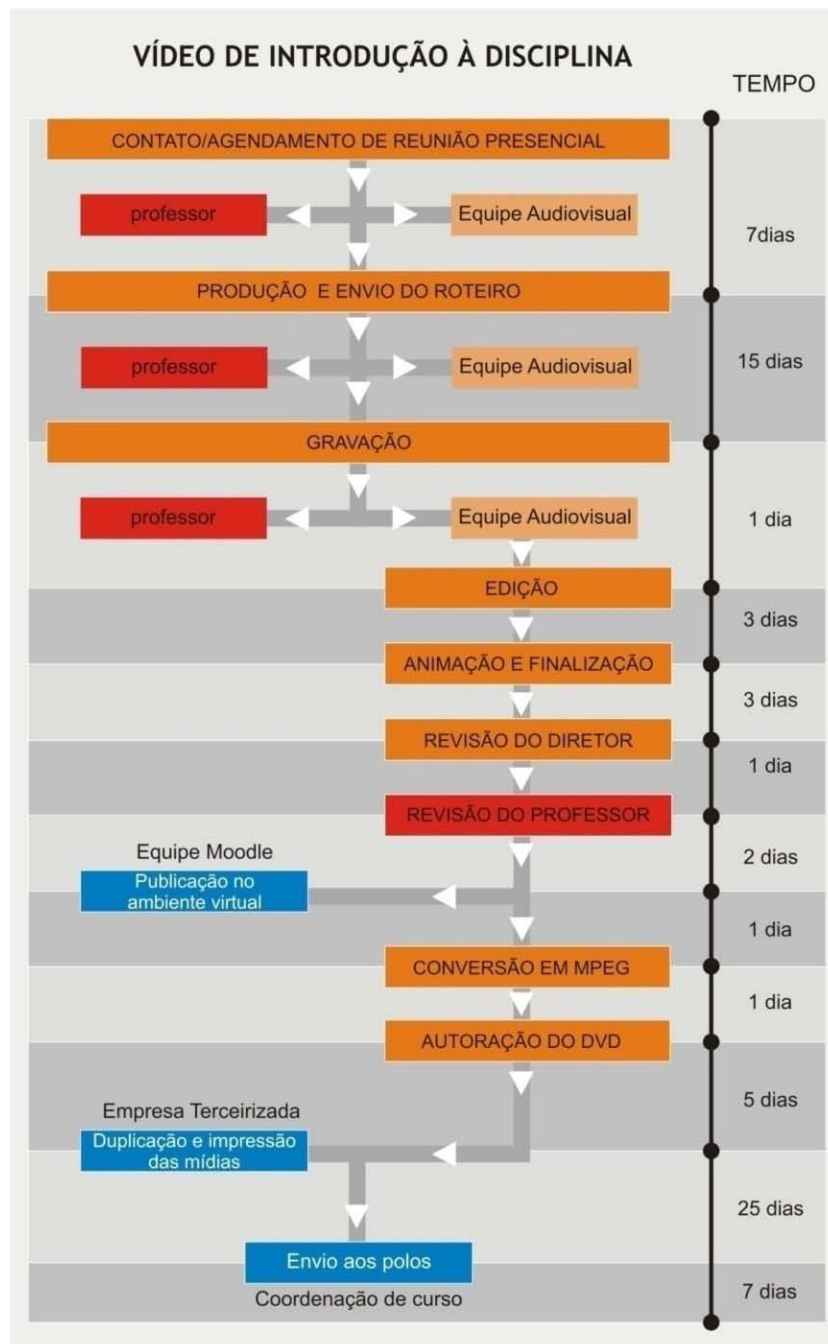 VÍDEO DE INTRODUÇÃO À DISCIPLINA
TEMPO
CONTATO/AGENDAMENTO DE REUNIÃO PRESENCIAL
professor
Equipe Audiovisual
7dias
PRODUÇÃO E ENVIO DO ROTEIRO
professor
Equipe Audiovisual
15 dias
GRAVAÇÃO
professor
Equipe Audiovisual
1 dia
EDIÇÃO
3 dias
ANIMAÇÃO E FINALIZAÇÃO
3 dias
REVISÃO DO DIRETOR
1 dia
REVISÃO DO PROFESSOR
2 dias
Equipe Moodle
Publicação no
ambiente virtual
1 dia
CONVERSÃO EM MPEG
1 dia
AUTORAÇÃO DO DVD
5 dias
Empresa Terceirizada
Duplicação e impressão
das mídias
25 dias
Envio aos polos
Coordenação de curso
7 dias